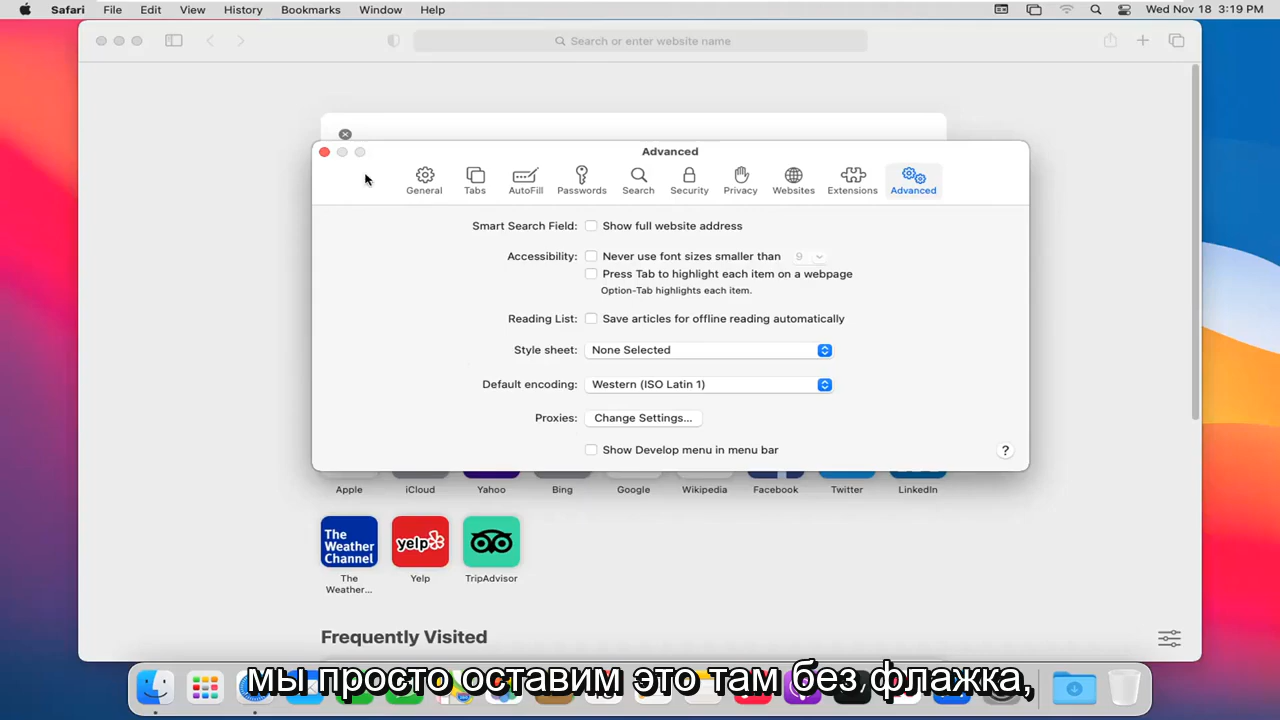 Safari File Edit View History Bookmarks Window Help Wed Nov 18 3:19 PM
Search or enter website name
Advanced
General Tabs AutoFill Passwords Search Security Privacy Websites Extensions Advanced
Smart Search Field: Show full website address
Accessibility: Never use font sizes smaller than 9
Press Tab to highlight each item on a webpage
Option-Tab highlights each item.
Reading List: Save articles for offline reading automatically
Style sheet: None Selected
Default encoding: Western (ISO Latin 1)
Proxies: Change Settings...
Show Develop menu in menu bar ?
Apple iCloud Yahoo Bing Google Wikipedia Facebook Twitter LinkedIn
The Weather Channel yelp
The Weather... Yelp TripAdvisor
Frequently Visited
мы просто оставим это там без флажка,